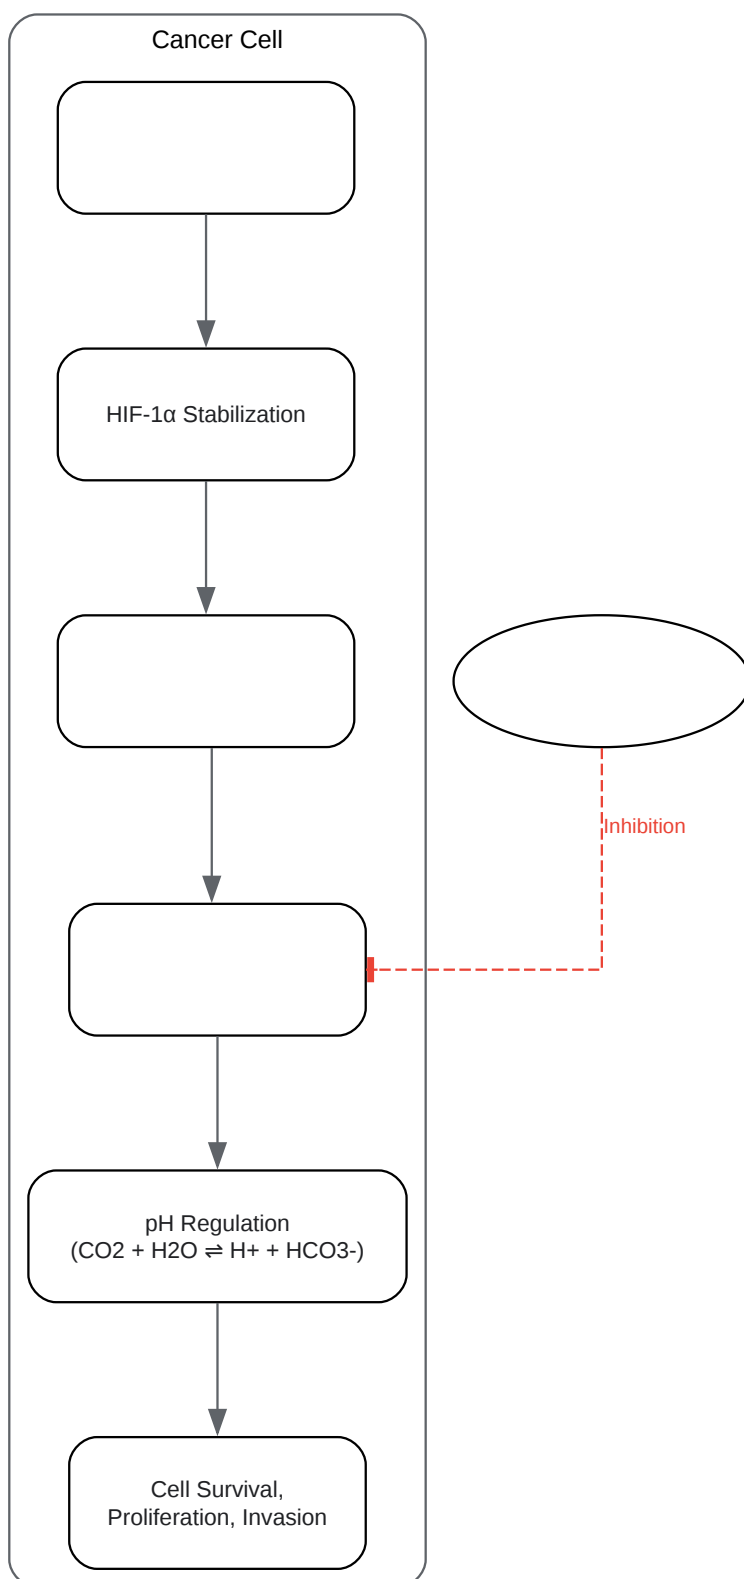 Cancer Cell
HIF-1α Stabilization
Inhibition
pH Regulation
(CO2 + H2O ⇌ H+ + HCO3-)
Cell Survival,
Proliferation, Invasion